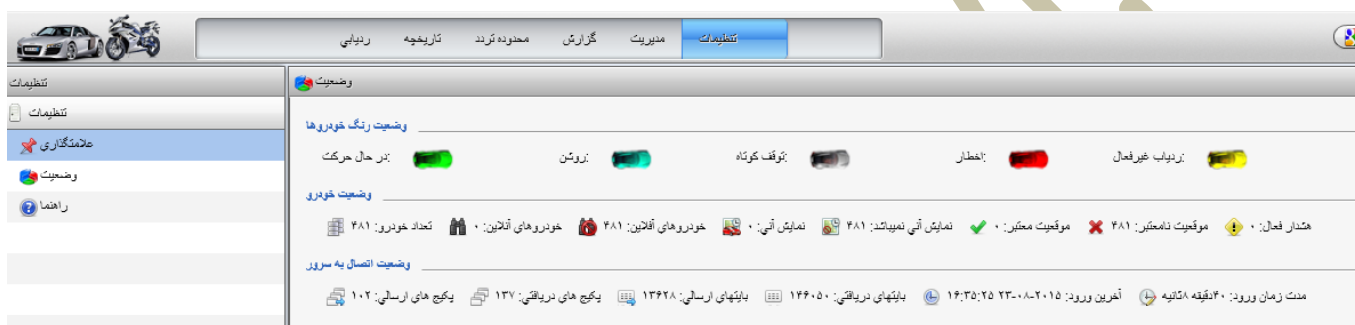 تنظیمات مدیریت گزارش محدوده تردد تاریخچه ردیابی
تنظیمات
وضعیت
تنظیمات
علامتگذاری
وضعیت
راهنما
وضعیت رنگ خودروها
ردیاب غیرفعال: اخطار: توقف کوتاه: روشن: در حال حرکت:
وضعیت خودرو
هشدار فعال: ۰ موقعیت نامعتبر: ۴۸۱ موقعیت معتبر: ۰ نمایش آنی نمیباشد: ۴۸۱ نمایش آنی: ۰ خودروهای آفلاین: ۴۸۱ خودروهای آنلاین: ۰ تعداد خودرو: ۴۸۱
وضعیت اتصال به سرور
مدت زمان ورود: ۴۰دقیقه ۸ثانیه آخرین ورود: ۲۰۱۵-۰۸-۲۳ ۱۶:۳۵:۲۵ بایتهای دریافتی: ۱۴۶۰۵۰ بایتهای ارسالی: ۱۳۶۲۸ پکیج های دریافتی: ۱۳۷ پکیج های ارسالی: ۱۰۲